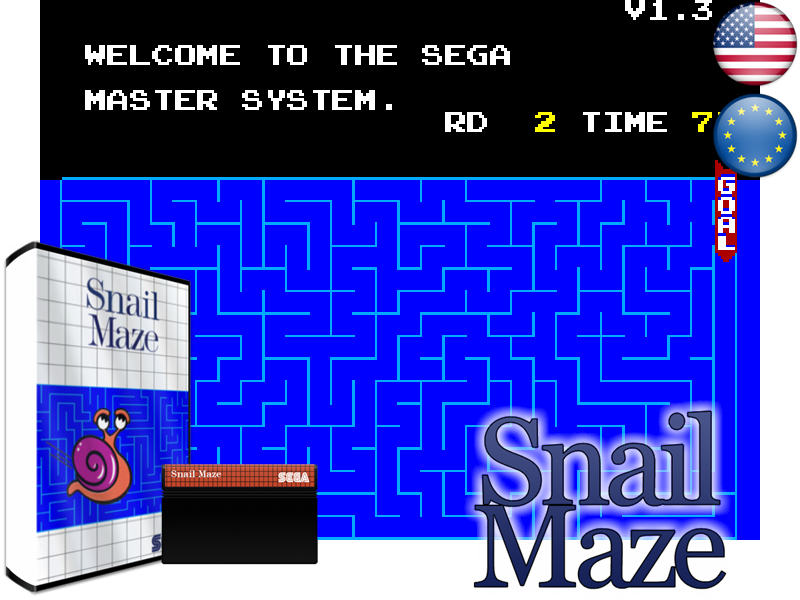 V1.3
WELCOME TO THE SEGA
MASTER SYSTEM.
RD 2 TIME 7
GOAL
Snail
Maze
Snail Maze
SEGA
Snail
Maze